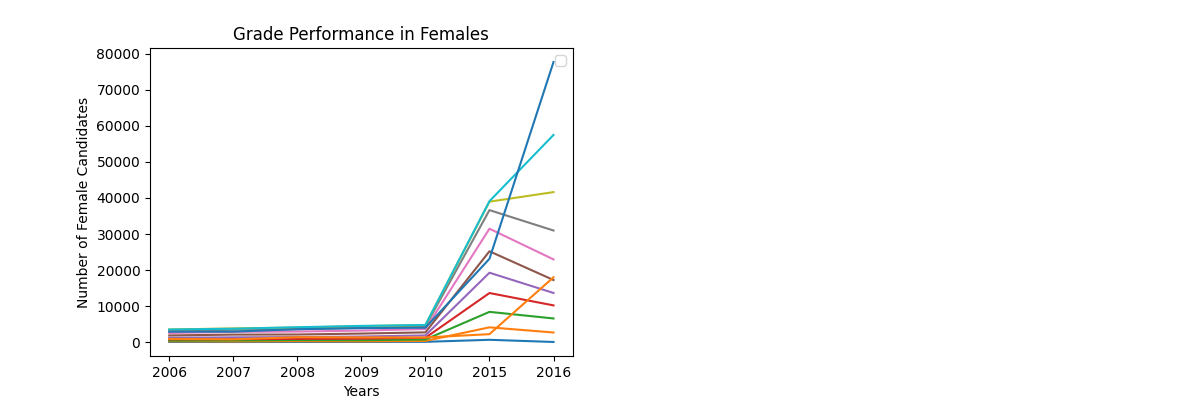 Grade Performance in Females
80000
70000
60000
50000
40000
30000
20000
10000
0
Number of Female Candidates
2006 2007 2008 2009 2010 2015 2016
Years